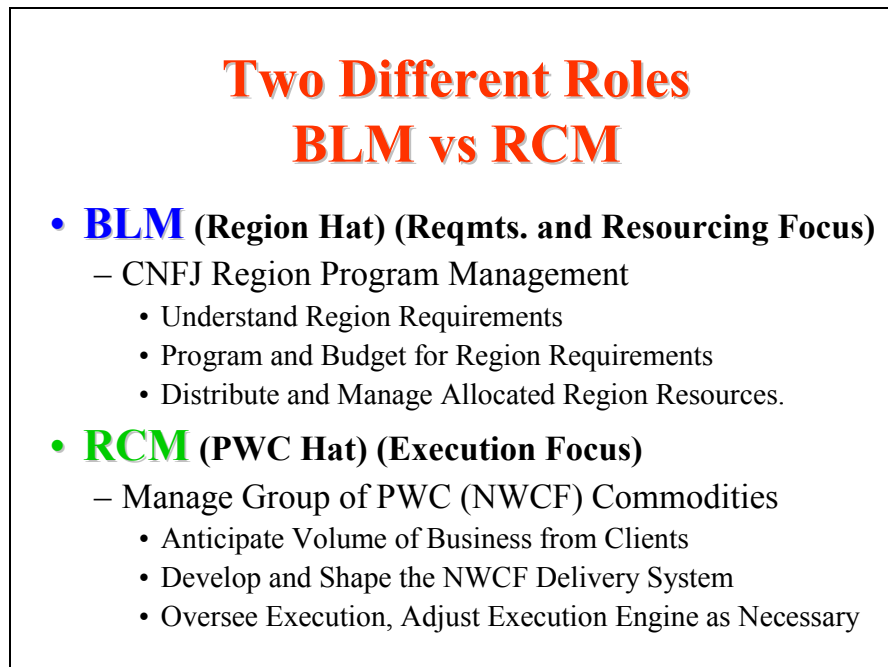 Two Different Roles
BLM vs RCM
• BLM (Region Hat) (Reqmts. and Resourcing Focus)
– CNFJ Region Program Management
• Understand Region Requirements
• Program and Budget for Region Requirements
• Distribute and Manage Allocated Region Resources.
• RCM (PWC Hat) (Execution Focus)
– Manage Group of PWC (NWCF) Commodities
• Anticipate Volume of Business from Clients
• Develop and Shape the NWCF Delivery System
• Oversee Execution, Adjust Execution Engine as Necessary